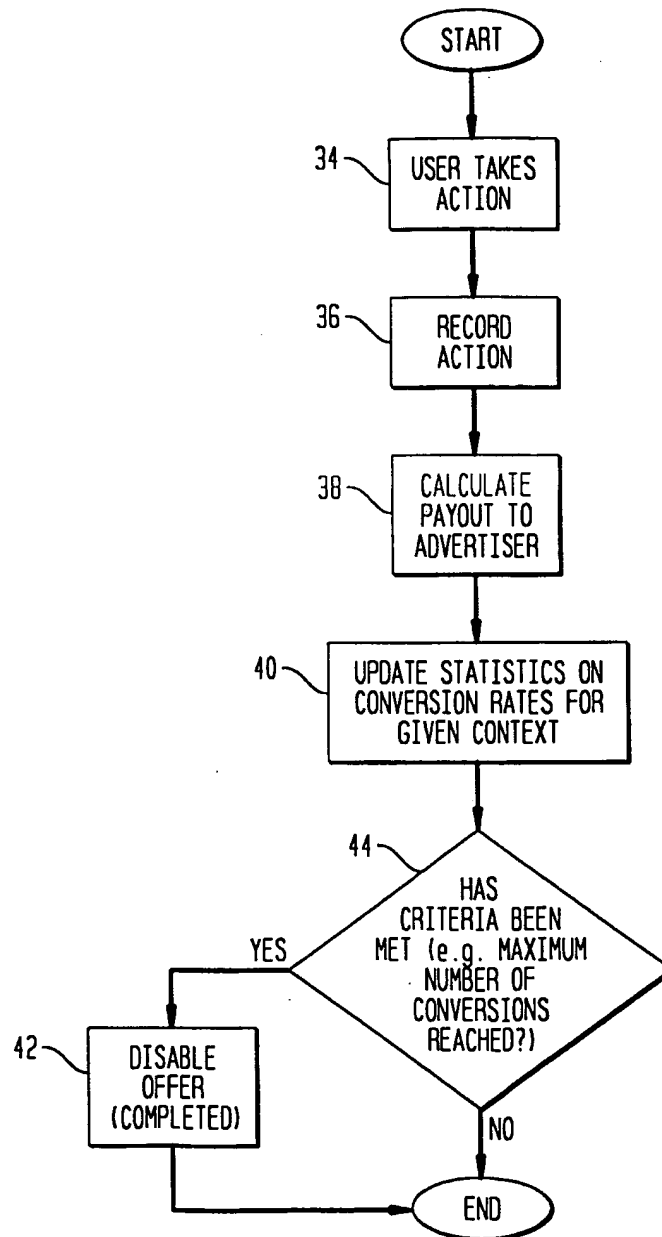 START
34
USER TAKES
ACTION
36
RECORD
ACTION
38
CALCULATE
PAYOUT TO
ADVERTISER
40
UPDATE STATISTICS ON
CONVERSION RATES FOR
GIVEN CONTEXT
44
HAS
CRITERIA BEEN
MET (e.g. MAXIMUM
NUMBER OF
CONVERSIONS
REACHED?)
YES
42
DISABLE
OFFER
(COMPLETED)
NO
END